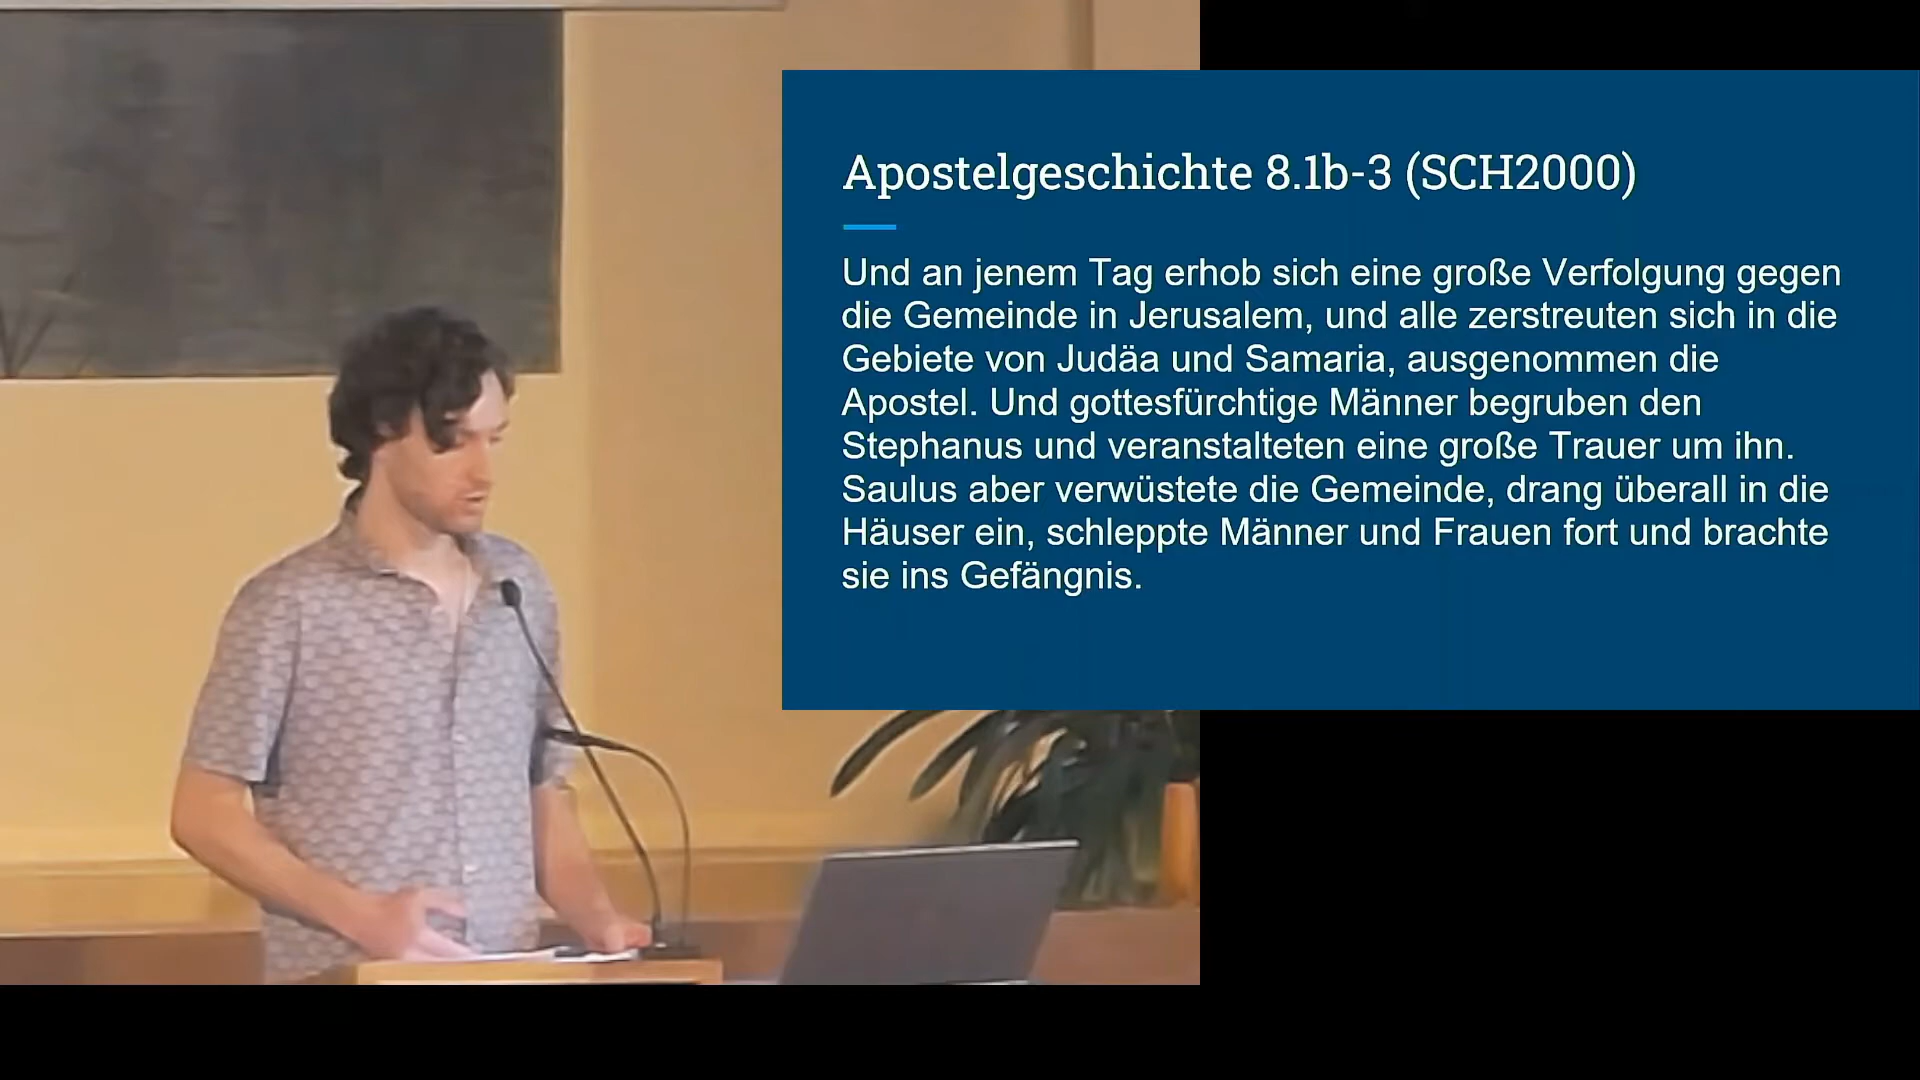 Apostelgeschichte 8.1b-3 (SCH2000)
Und an jenem Tag erhob sich eine große Verfolgung gegen
die Gemeinde in Jerusalem, und alle zerstreuten sich in die
Gebiete von Judäa und Samaria, ausgenommen die
Apostel. Und gottesfürchtige Männer begruben den
Stephanus und veranstalteten eine große Trauer um ihn.
Saulus aber verwüstete die Gemeinde, drang überall in die
Häuser ein, schleppte Männer und Frauen fort und brachte
sie ins Gefängnis.